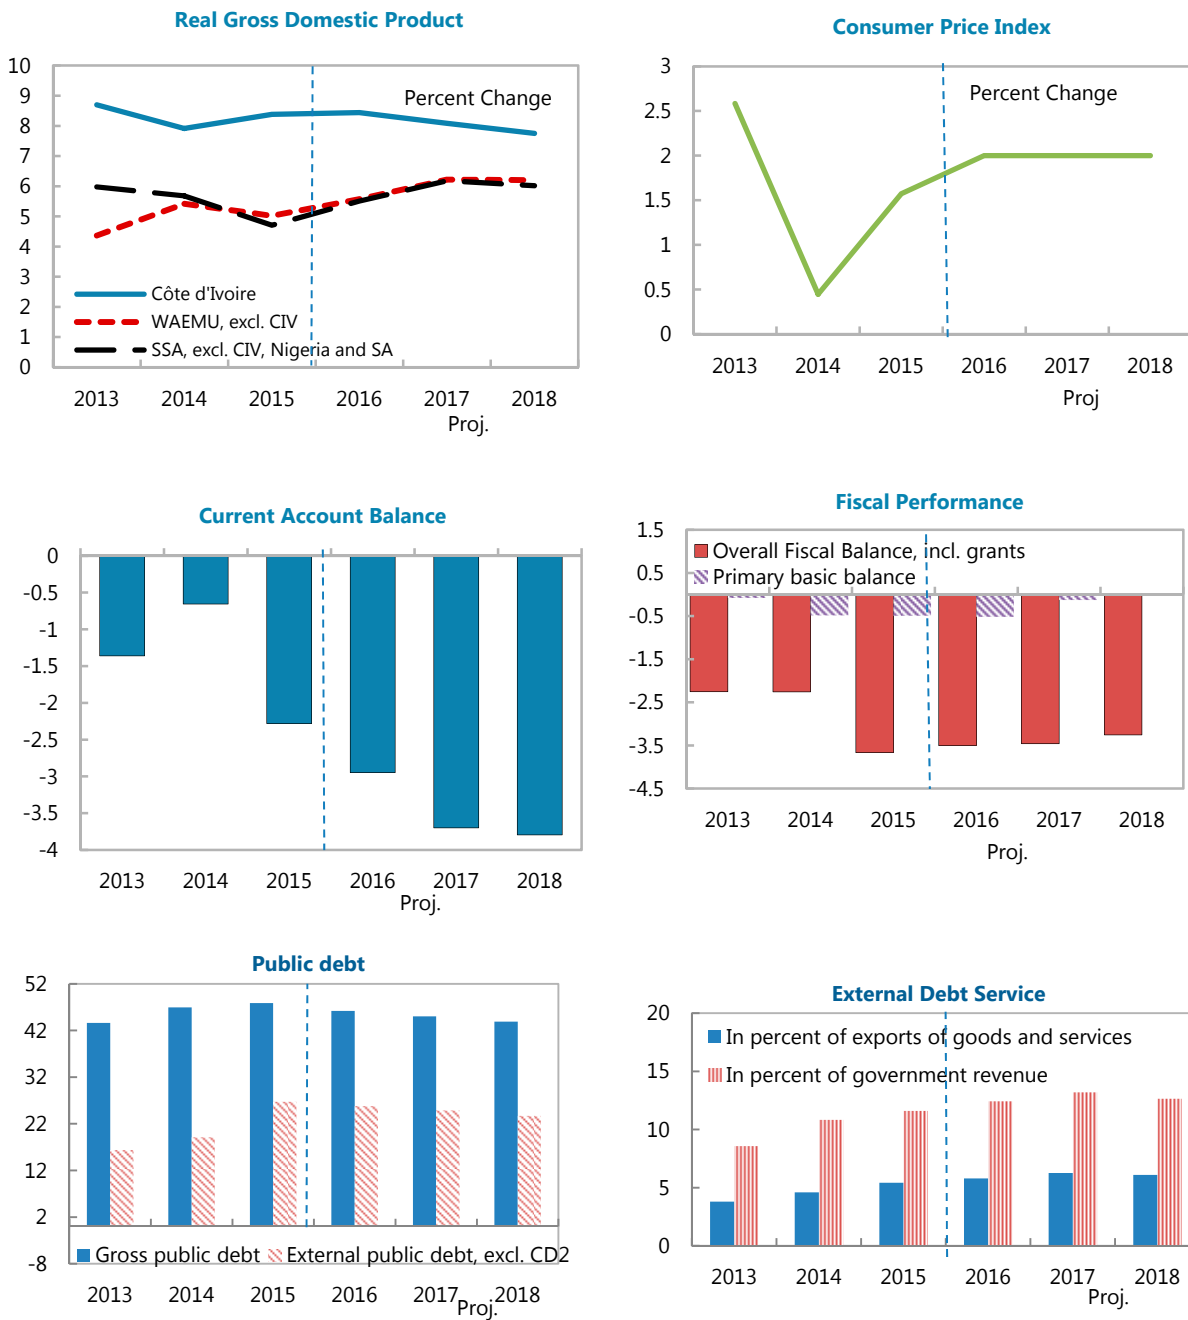 Real Gross Domestic Product
10
9
8
7
6
5
4
3
2
1
0
Percent Change
Côte d'Ivoire
WAEMU, excl. CIV
SSA, excl. CIV, Nigeria and SA
2013 2014 2015 2016 2017 2018
Proj.
Consumer Price Index
3
2.5
2
1.5
1
0.5
0
Percent Change
2013 2014 2015 2016 2017 2018
Proj
Current Account Balance
0
-0.5
-1
-1.5
-2
-2.5
-3
-3.5
-4
2013 2014 2015 2016 2017 2018
Proj.
Fiscal Performance
1.5
0.5
-0.5
-1.5
-2.5
-3.5
-4.5
Overall Fiscal Balance, incl. grants
Primary basic balance
2013 2014 2015 2016 2017 2018
Proj.
Public debt
52
42
32
22
12
2
-8
Gross public debt External public debt, excl. CD2
2013 2014 2015 2016 2017 2018
Proj.
External Debt Service
20
15
10
5
0
In percent of exports of goods and services
In percent of government revenue
2013 2014 2015 2016 2017 2018
Proj.